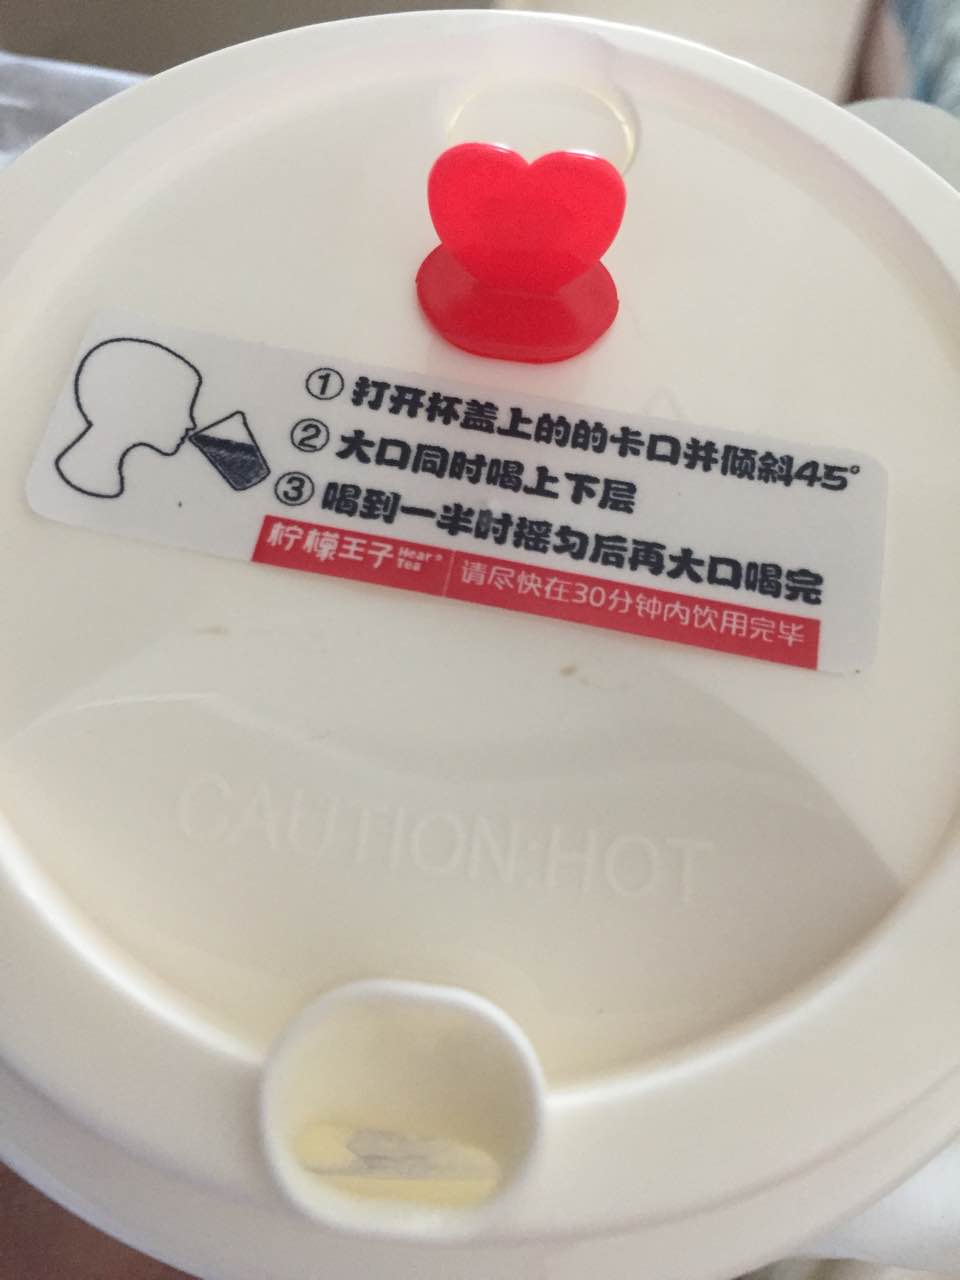 ① 打开杯盖上的的卡口并倾斜45°
② 大口同时喝上下层
③ 喝到一半时摇匀后再大口喝完
柠檬王子 Heart Tea 请尽快在30分钟内饮用完毕
CAUTION:HOT